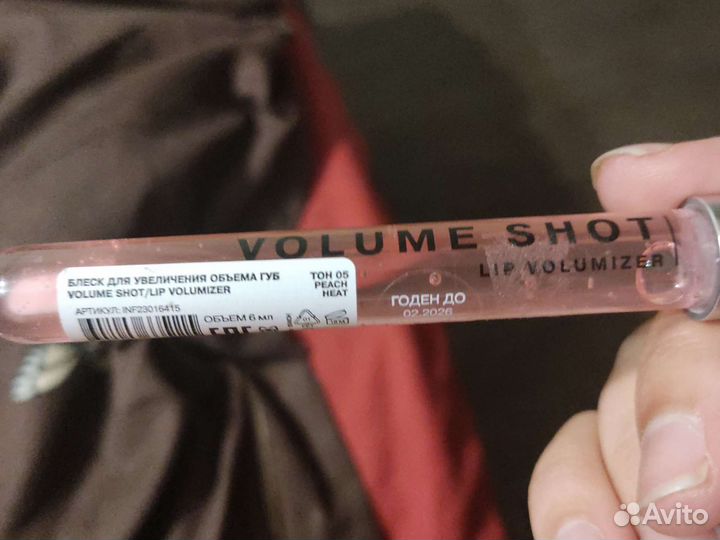 VOLUME SHOT
LIP VOLUMIZER
БЛЕСК ДЛЯ УВЕЛИЧЕНИЯ ОБЪЕМА ГУБ
VOLUME SHOT/LIP VOLUMIZER
АРТИКУЛ: INF23016415
ОБЪЕМ 6 мл
ТОН 05
PEACH
HEAT
ГОДЕН ДО
02.2026
EAC
Avito